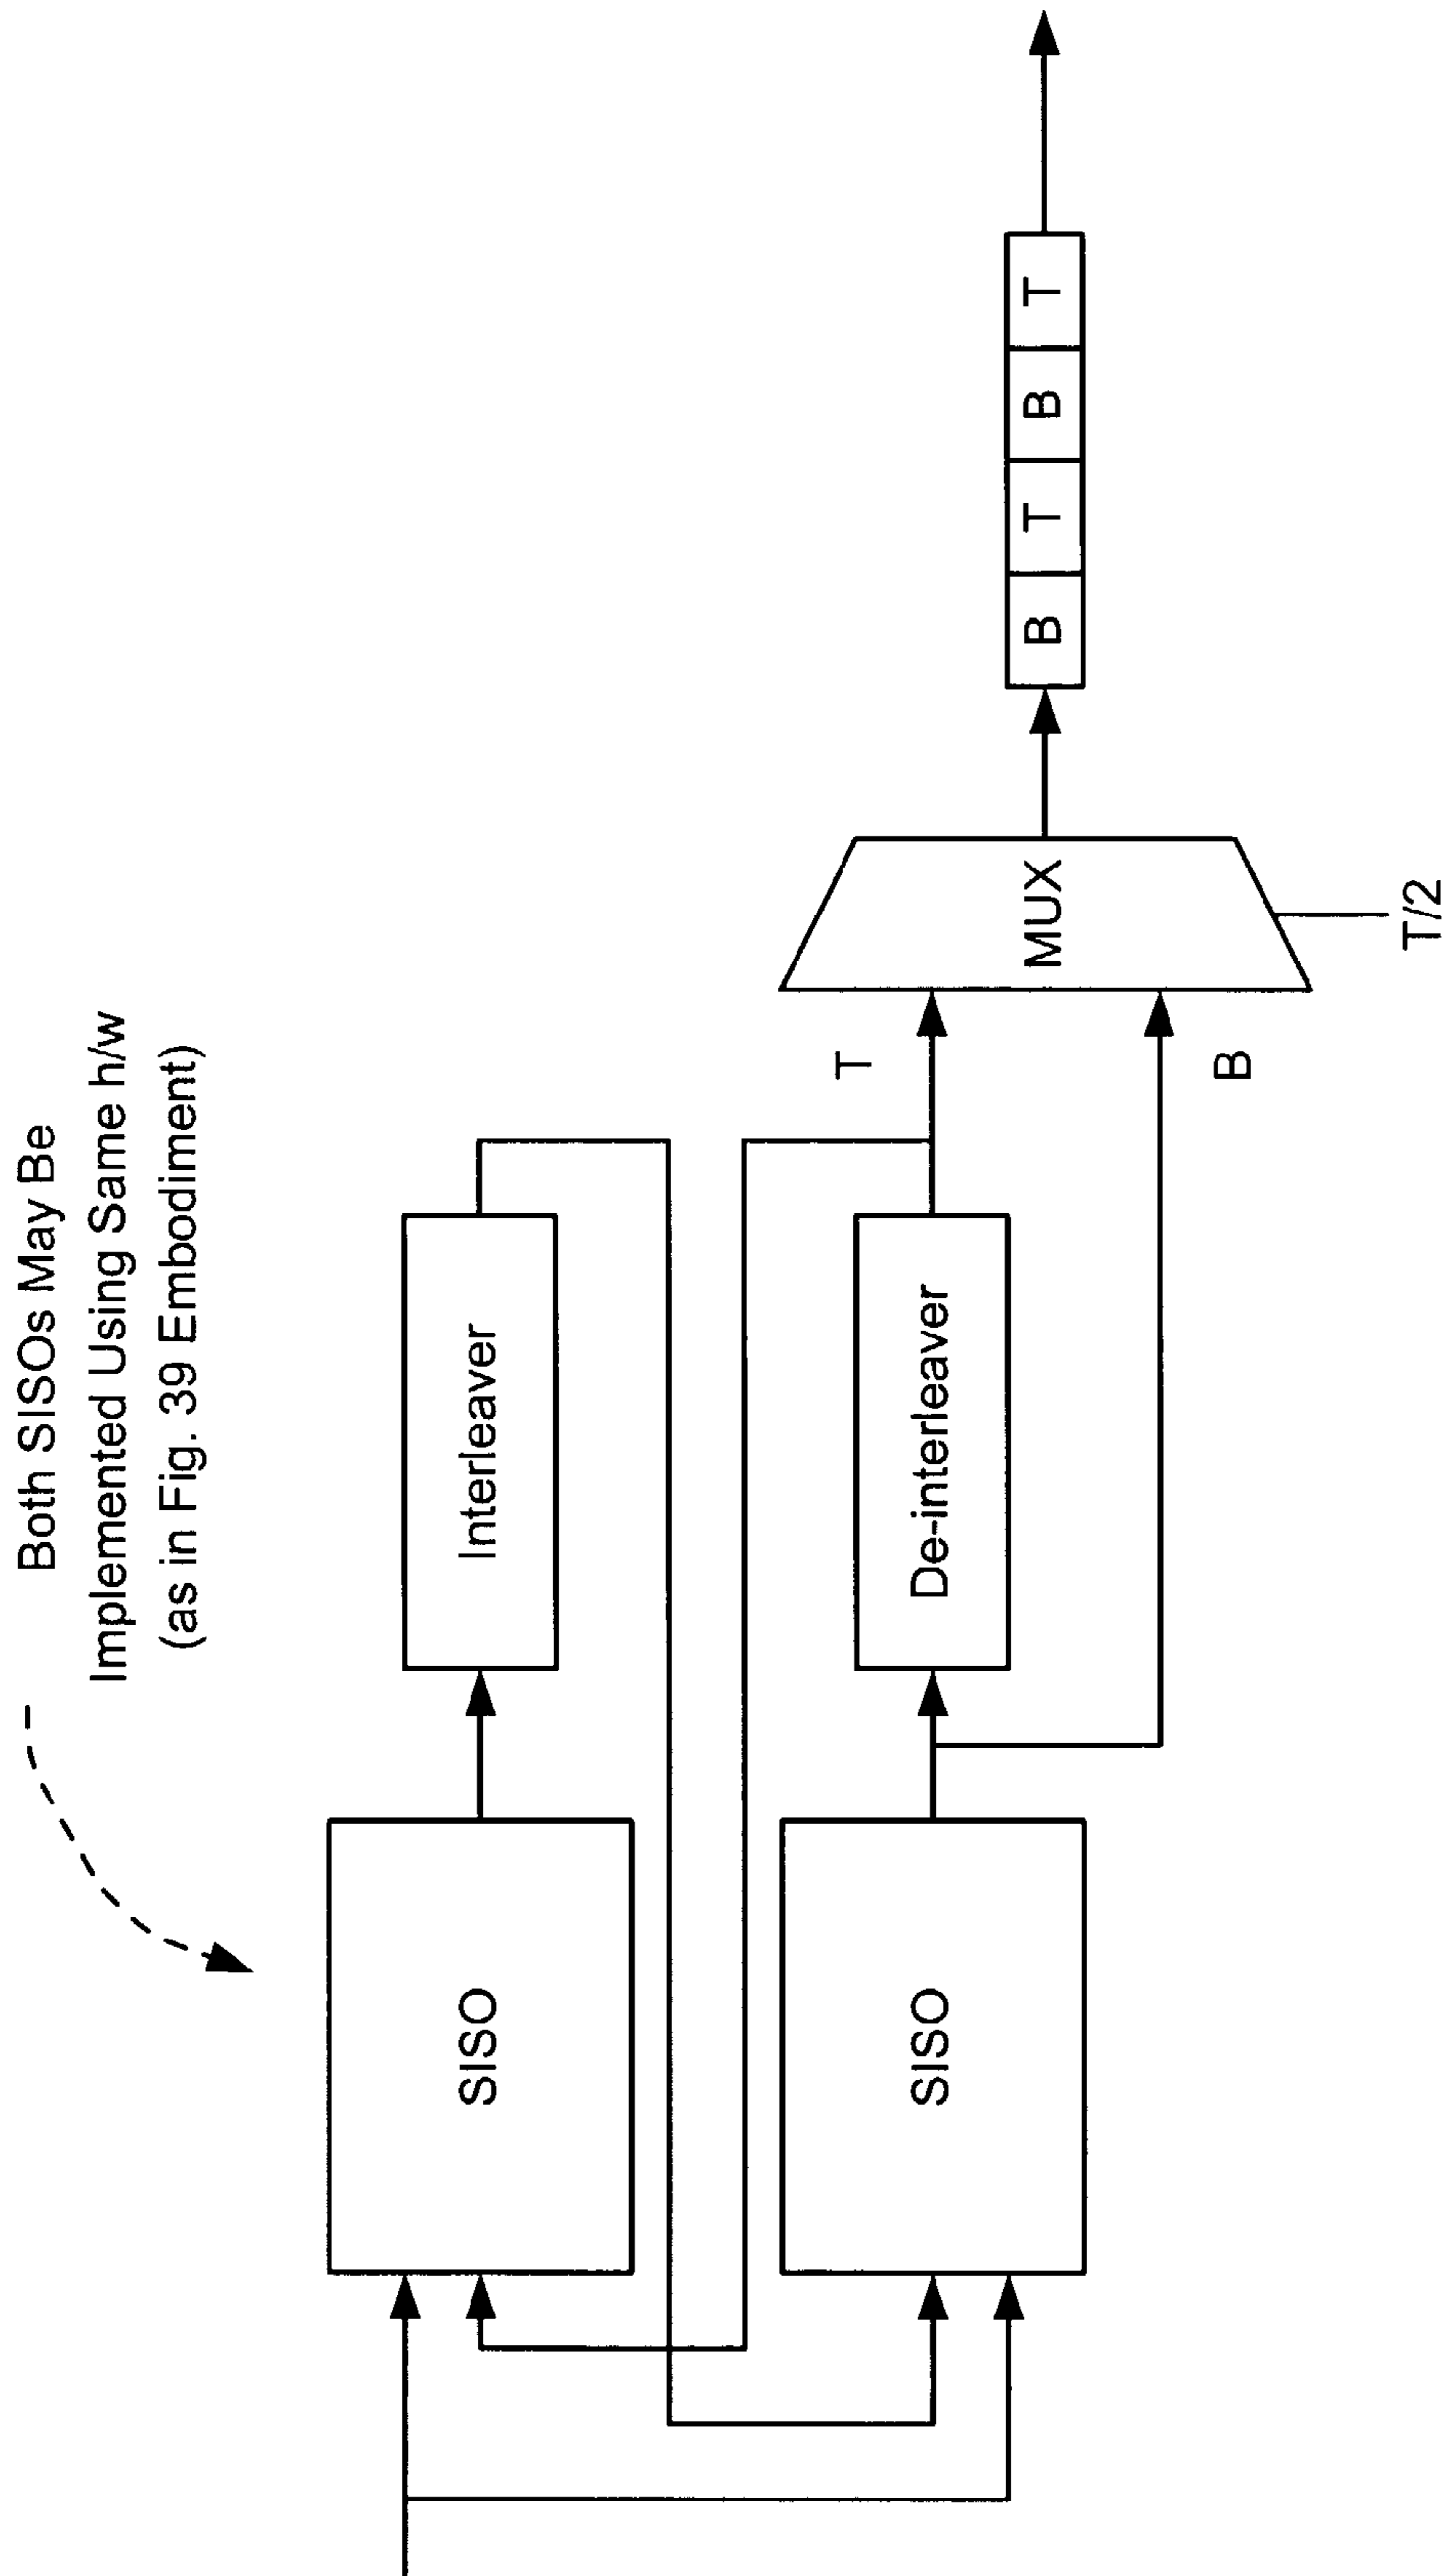 Both SISOs May Be
Implemented Using Same h/w
(as in Fig. 39 Embodiment)
SISO
Interleaver
SISO
De-interleaver
T
B
MUX
T/2
B
T
B
T